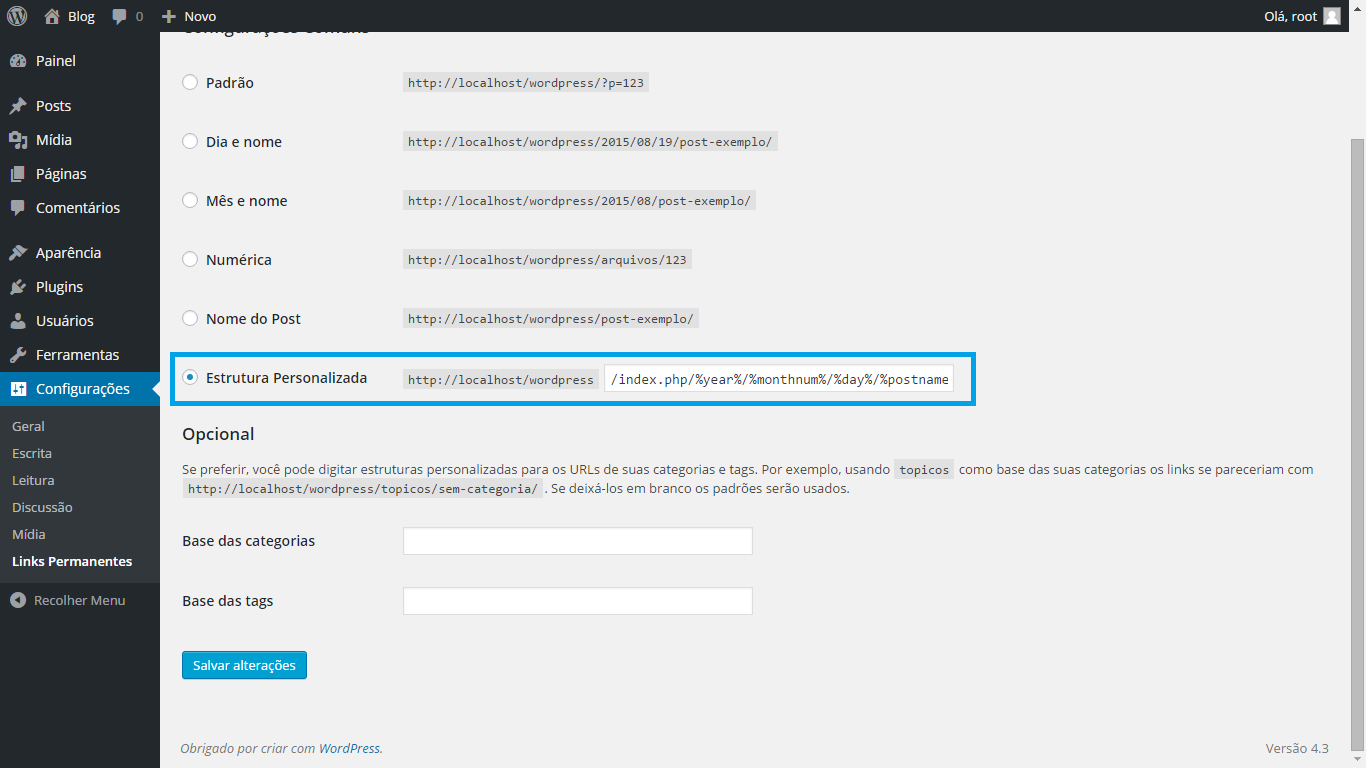 Blog 0 Novo Olá, root
Painel
Posts
Mídia
Páginas
Comentários
Aparência
Plugins
Usuários
Ferramentas
Configurações
Geral
Escrita
Leitura
Discussão
Mídia
Links Permanentes
Recolher Menu
Configurações Comuns
Padrão http://localhost/wordpress/?p=123
Dia e nome http://localhost/wordpress/2015/08/19/post-exemplo/
Mês e nome http://localhost/wordpress/2015/08/post-exemplo/
Numérica http://localhost/wordpress/arquivos/123
Nome do Post http://localhost/wordpress/post-exemplo/
Estrutura Personalizada http://localhost/wordpress /index.php/%year%/%monthnum%/%day%/%postname
Opcional
Se preferir, você pode digitar estruturas personalizadas para os URLs de suas categorias e tags. Por exemplo, usando topicos como base das suas categorias os links se pareceriam com
http://localhost/wordpress/topicos/sem-categoria/ . Se deixá-los em branco os padrões serão usados.
Base das categorias
Base das tags
Salvar alterações
Obrigado por criar com WordPress. Versão 4.3